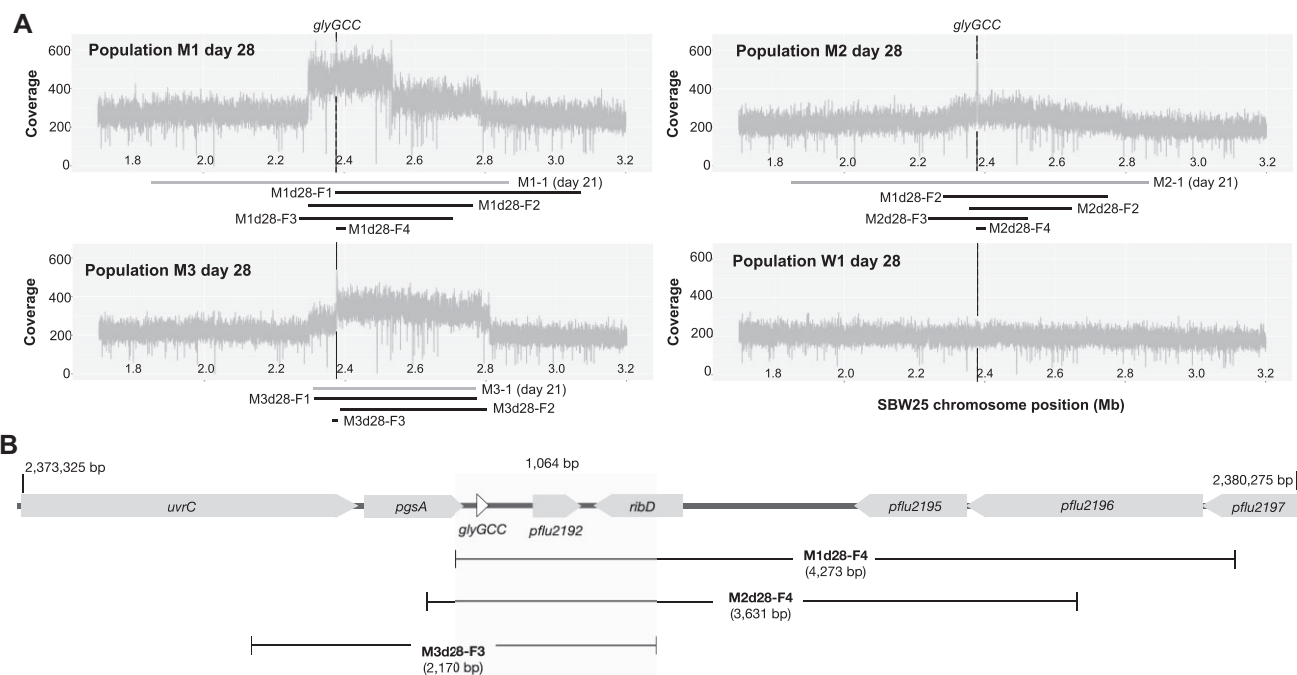 A
glyGCC
Population M1 day 28
Coverage
600
400
200
0
1.8 2.0 2.2 2.4 2.6 2.8 3.0 3.2
M1-1 (day 21)
M1d28-F1
M1d28-F2
M1d28-F3
M1d28-F4
glyGCC
Population M2 day 28
Coverage
600
400
200
0
1.8 2.0 2.2 2.4 2.6 2.8 3.0 3.2
M2-1 (day 21)
M1d28-F2
M2d28-F2
M2d28-F3
M2d28-F4
Population M3 day 28
Coverage
600
400
200
0
1.8 2.0 2.2 2.4 2.6 2.8 3.0 2.2
M3-1 (day 21)
M3d28-F1
M3d28-F2
M3d28-F3
Population W1 day 28
Coverage
600
400
200
0
1.8 2.0 2.2 2.4 2.6 2.8 3.0 3.2
SBW25 chromosome position (Mb)
B
2,373,325 bp
1,064 bp
2,380,275 bp
uvrC pgsA ribD pflu2195 pflu2196 pflu2197
glyGCC pflu2192
M1d28-F4
(4,273 bp)
M2d28-F4
(3,631 bp)
M3d28-F3
(2,170 bp)